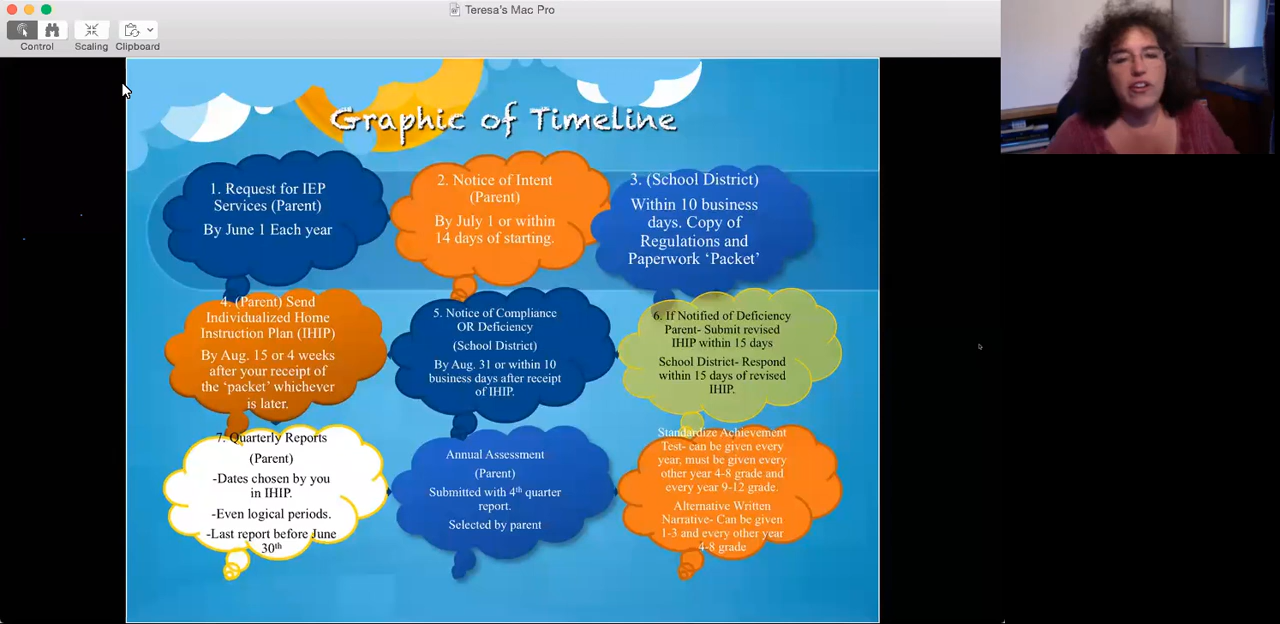 Teresa's Mac Pro
Control
Scaling
Clipboard
Graphic of Timeline
1. Request for IEP
Services (Parent)
By June 1 Each year
2. Notice of Intent
(Parent)
By July 1 or within
14 days of starting.
3. (School District)
Within 10 business
days. Copy of
Regulations and
Paperwork ‘Packet’
4. (Parent) Send
Individualized Home
Instruction Plan (IHIP)
By Aug. 15 or 4 weeks
after your receipt of
the ‘packet’ whichever
is later.
5. Notice of Compliance
OR Deficiency
(School District)
By Aug. 31 or within 10
business days after receipt
of IHIP.
6. If Notified of Deficiency
Parent- Submit revised
IHIP within 15 days
School District- Respond
within 15 days of revised
IHIP.
7. Quarterly Reports
(Parent)
-Dates chosen by you
in IHIP.
-Even logical periods.
-Last report before June
30th
Annual Assessment
(Parent)
Submitted with 4th quarter
report.
Selected by parent
Standardize Achievement
Test- can be given every
year, must be given every
other year 4-8 grade and
every year 9-12 grade.
Alternative Written
Narrative- Can be given
1-3 and every other year
4-8 grade